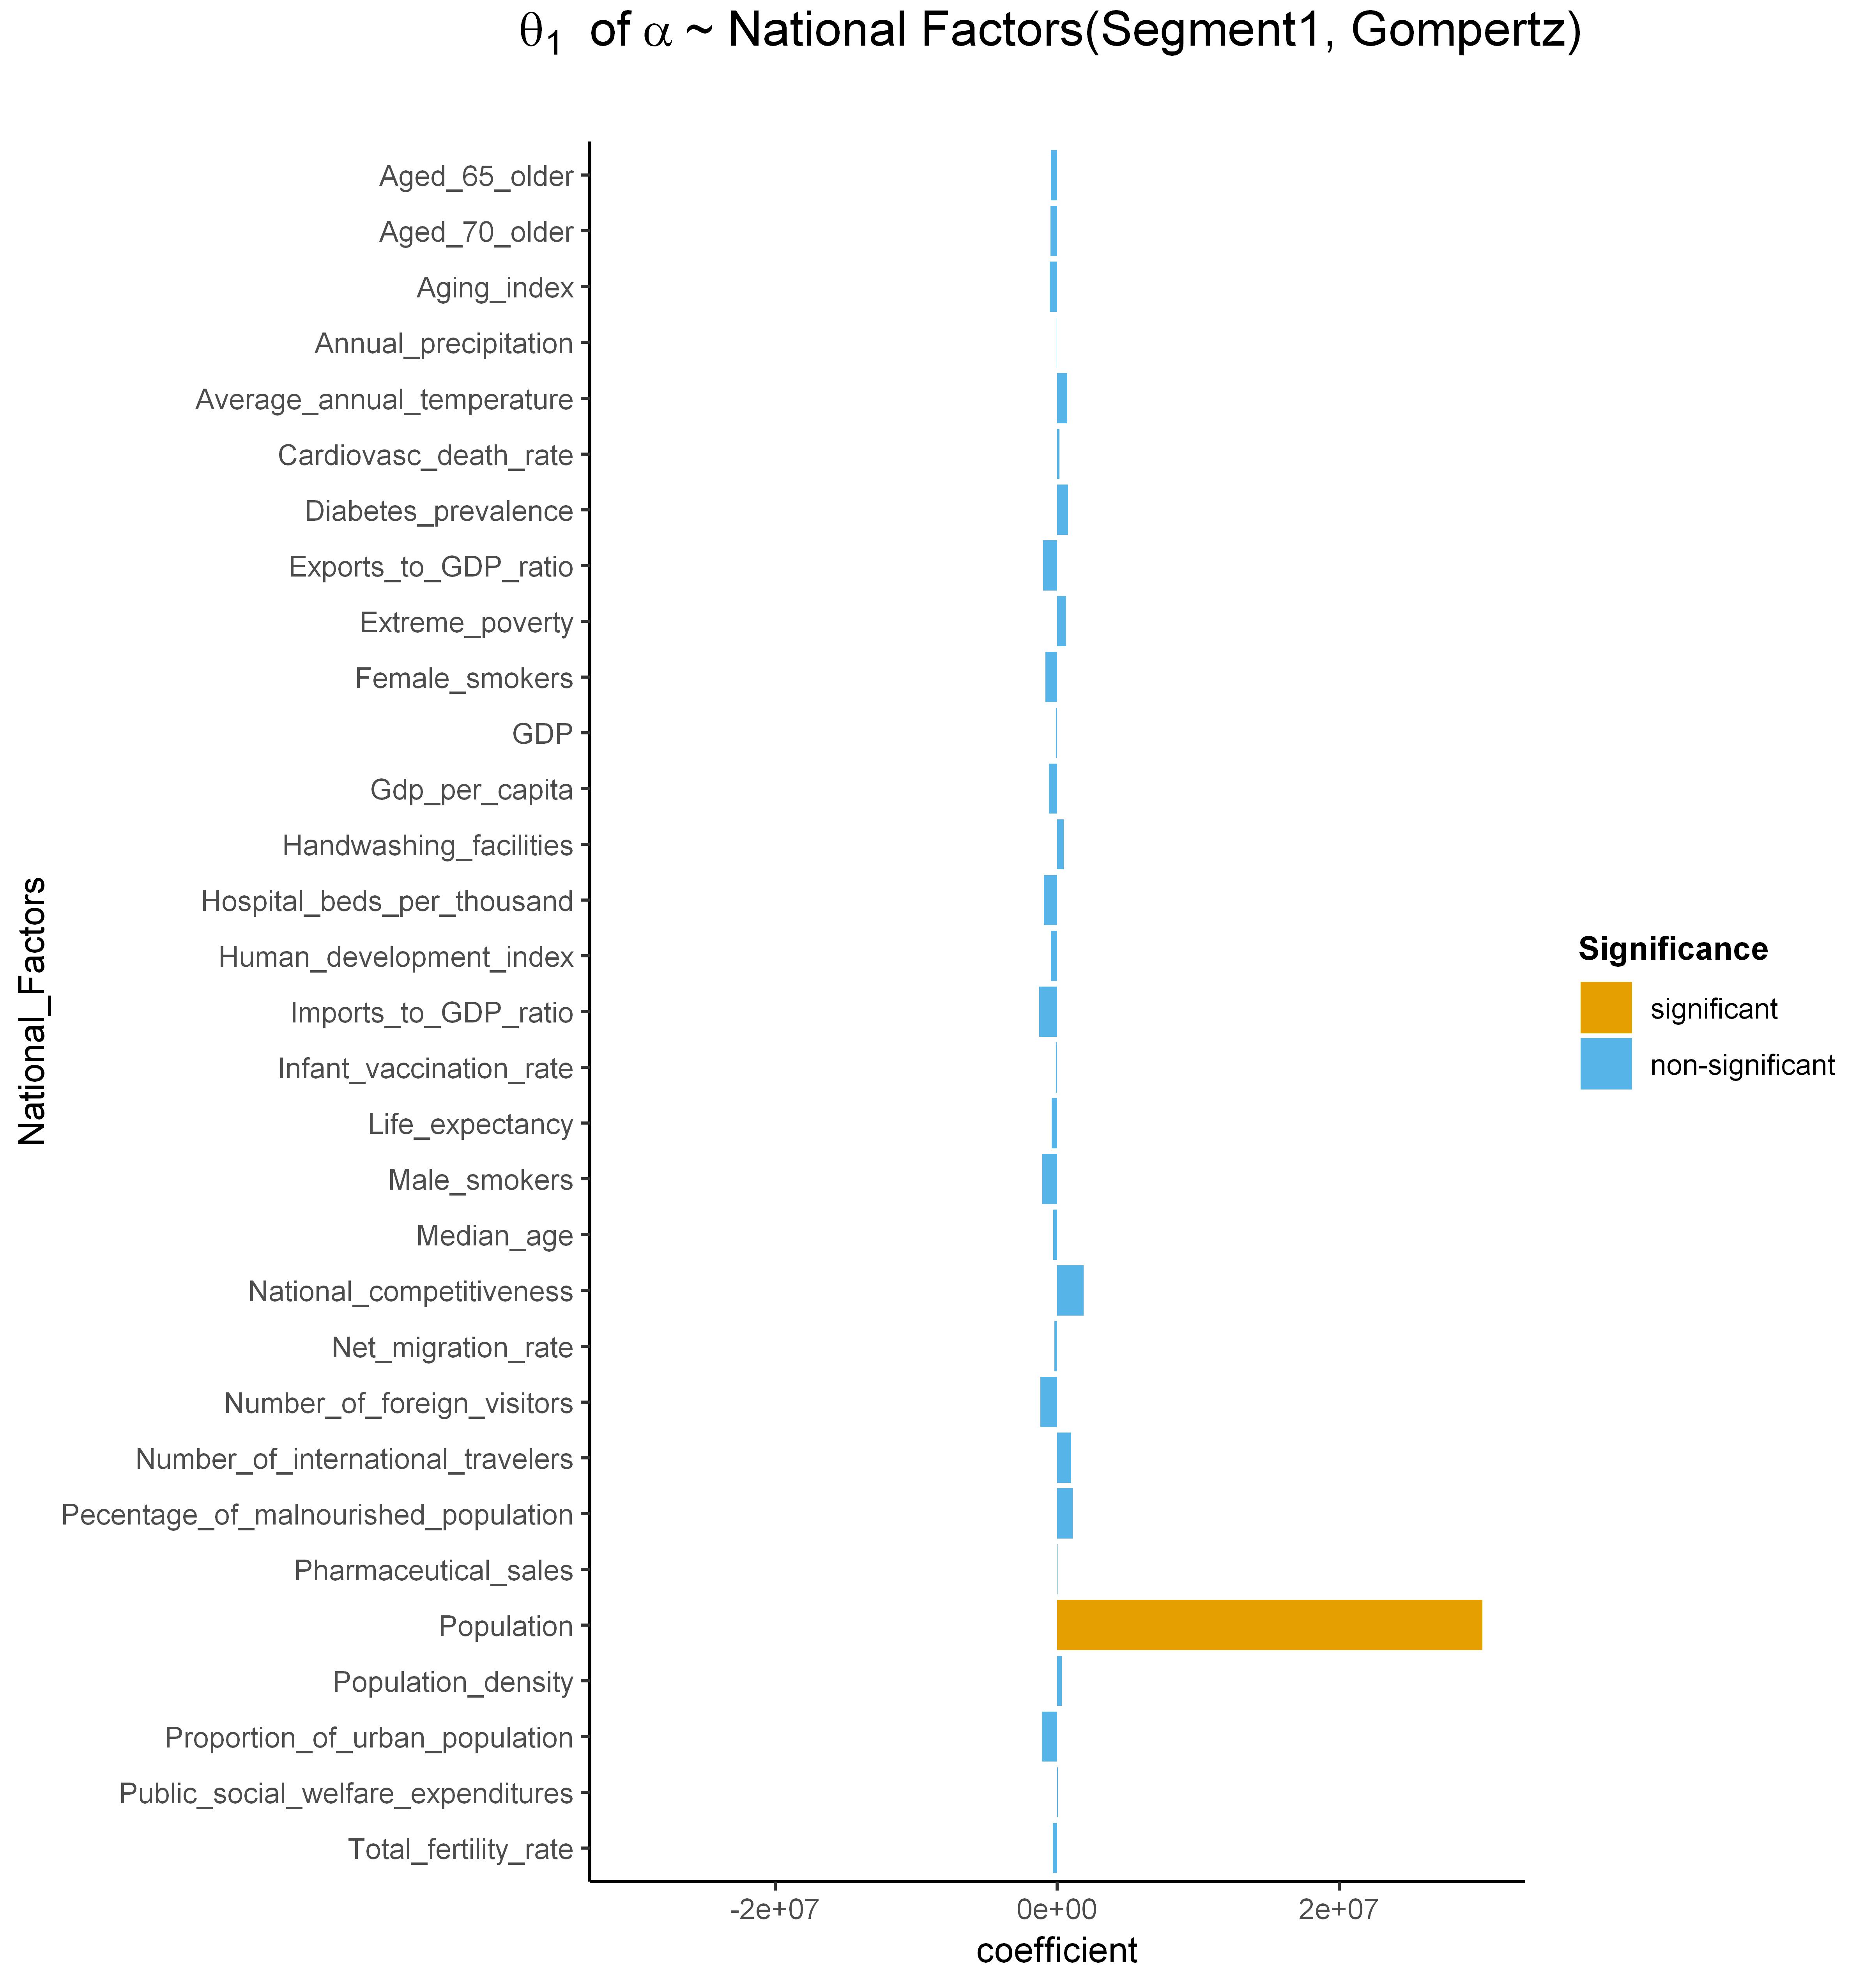 θ1 of α ~ National Factors(Segment1, Gompertz)
National_Factors
Aged_65_older
Aged_70_older
Aging_index
Annual_precipitation
Average_annual_temperature
Cardiovasc_death_rate
Diabetes_prevalence
Exports_to_GDP_ratio
Extreme_poverty
Female_smokers
GDP
Gdp_per_capita
Handwashing_facilities
Hospital_beds_per_thousand
Human_development_index
Imports_to_GDP_ratio
Infant_vaccination_rate
Life_expectancy
Male_smokers
Median_age
National_competitiveness
Net_migration_rate
Number_of_foreign_visitors
Number_of_international_travelers
Pecentage_of_malnourished_population
Pharmaceutical_sales
Population
Population_density
Proportion_of_urban_population
Public_social_welfare_expenditures
Total_fertility_rate
-2e+07 0e+00 2e+07
coefficient
Significance
significant
non-significant